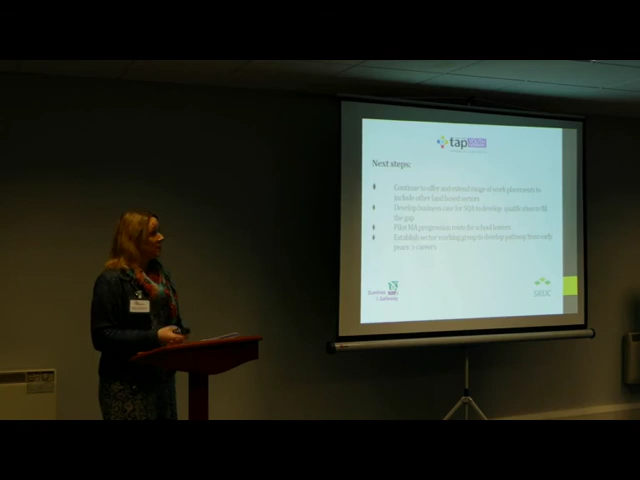 tap
Next steps:
Continue to offer and extend range of work placements to
include other land based sectors
Develop business case for SQA to develop, qualification to fill
the gap
Pilot MA progression route for school leavers
Establish sector working group to develop pathway from early
years > careers
Dumfries
& Galloway
SRUC